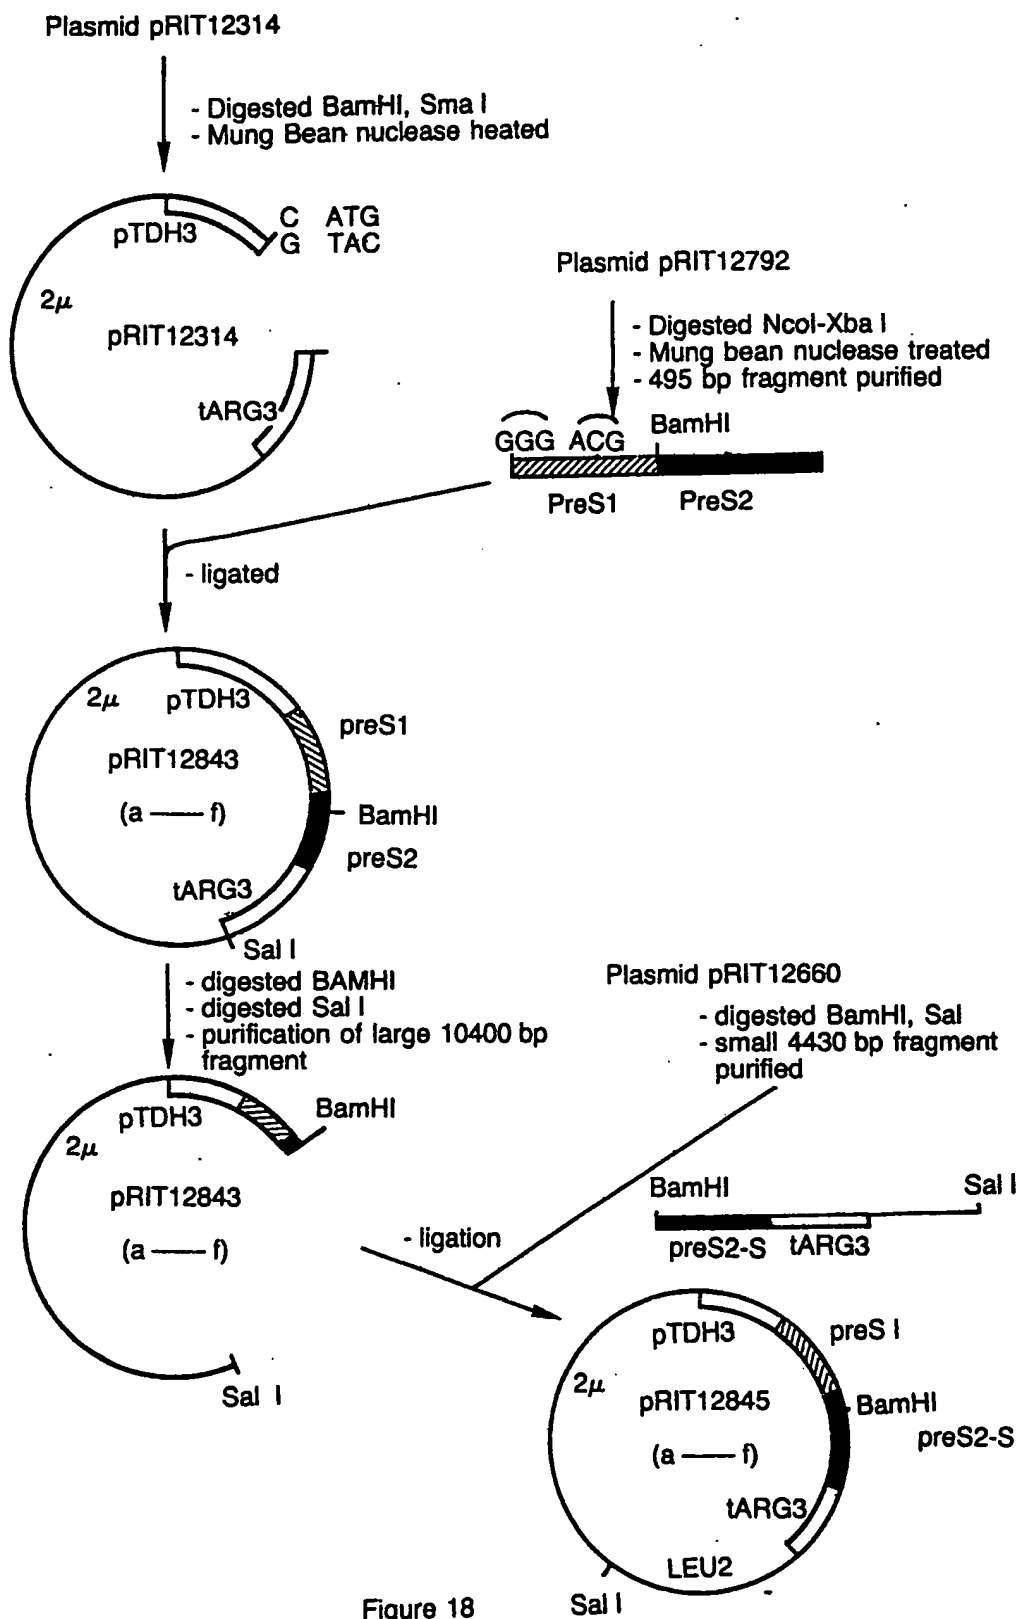 Plasmid pRIT12314
- Digested BamHI, Sma I
- Mung Bean nuclease heated
pTDH3
C ATG
G TAC
2μ
pRIT12314
tARG3
Plasmid pRIT12792
- Digested NcoI-Xba I
- Mung bean nuclease treated
- 495 bp fragment purified
GGG ACG
BamHI
PreS1
PreS2
- ligated
2μ
pTDH3
preS1
pRIT12843
(a — f)
BamHI
preS2
tARG3
Sal I
- digested BAMHI
- digested Sal I
- purification of large 10400 bp
fragment
Plasmid pRIT12660
- digested BamHI, Sal
- small 4430 bp fragment
purified
pTDH3
BamHI
2μ
pRIT12843
(a — f)
Sal I
- ligation
BamHI
Sal I
preS2-S
tARG3
pTDH3
preS I
2μ
pRIT12845
BamHI
preS2-S
(a — f)
tARG3
LEU2
Sal I
Figure 18